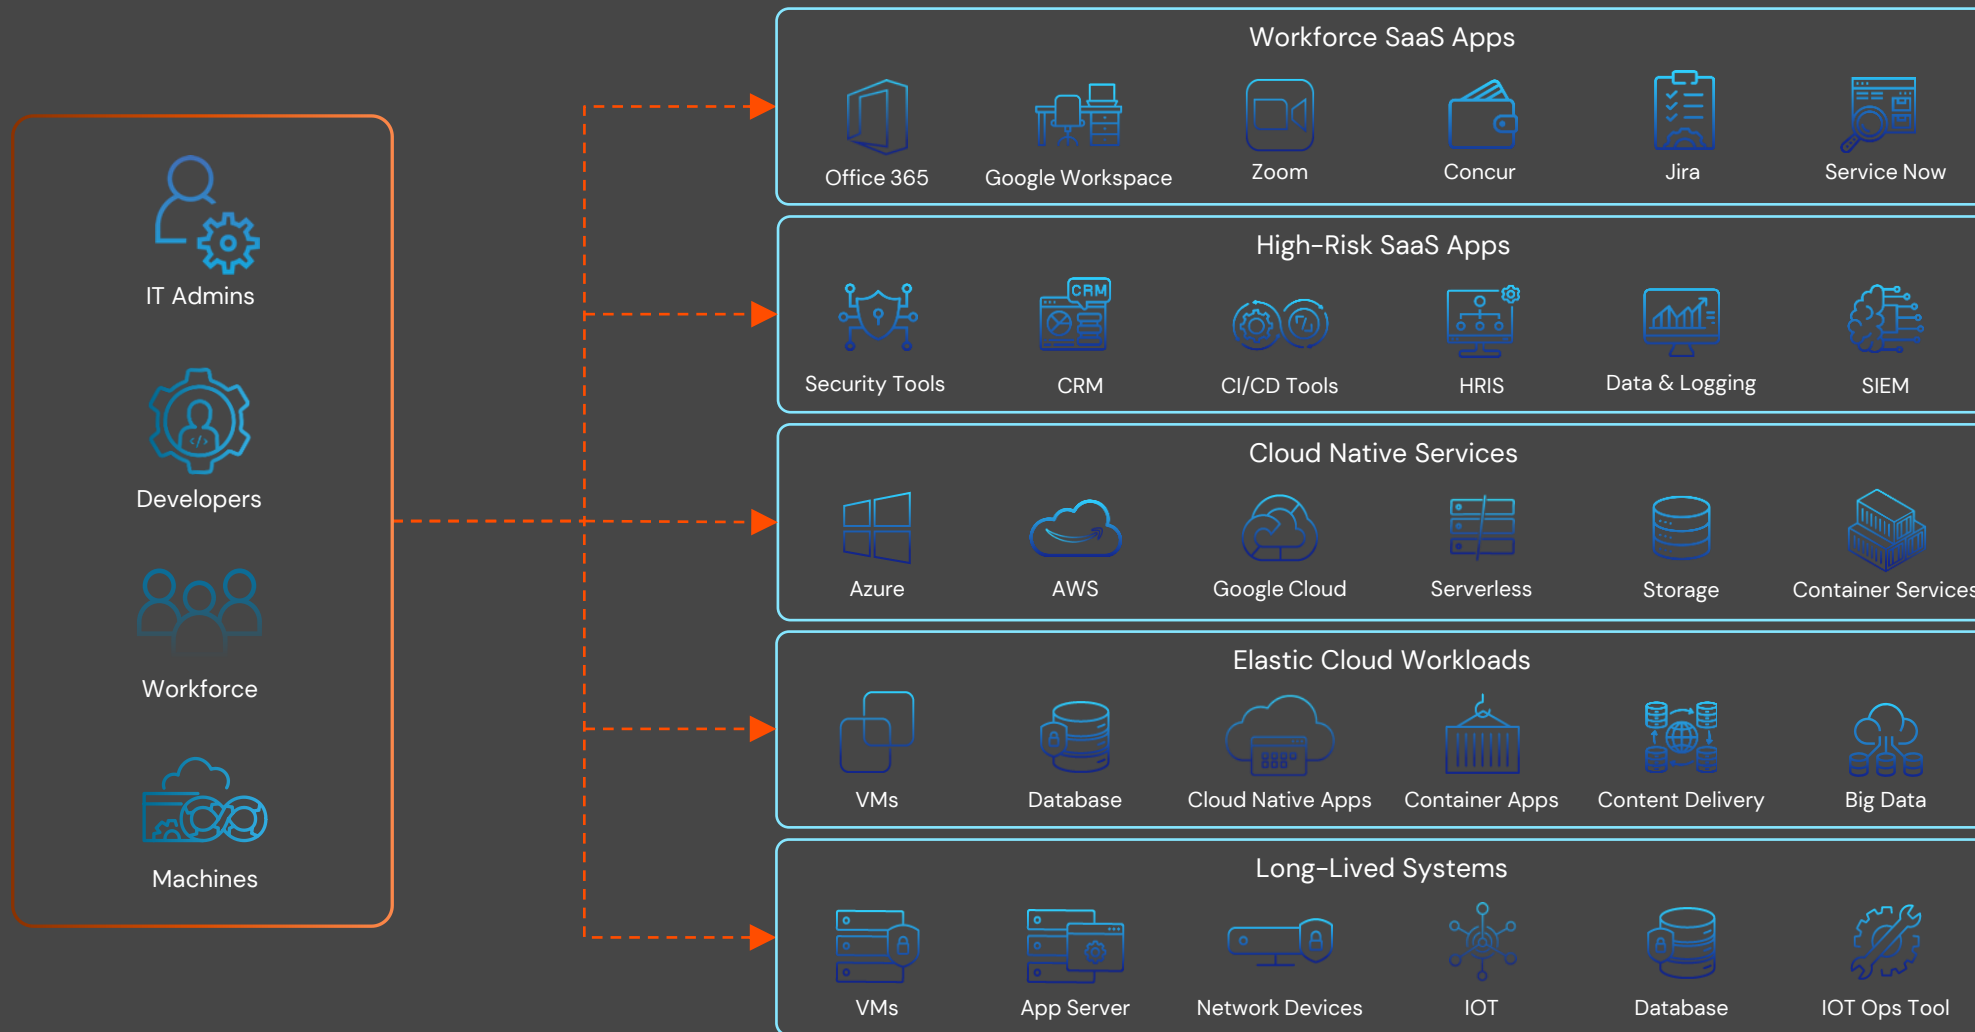 IT Admins
Developers
Workforce
Machines
Workforce SaaS Apps
Office 365
Google Workspace
Zoom
Concur
Jira
Service Now
High-Risk SaaS Apps
Security Tools
CRM
CRM
CI/CD Tools
HRIS
Data & Logging
SIEM
Cloud Native Services
Azure
AWS
Google Cloud
Serverless
Storage
Container Services
Elastic Cloud Workloads
VMs
Database
Cloud Native Apps
Container Apps
Content Delivery
Big Data
Long-Lived Systems
VMs
App Server
Network Devices
IOT
Database
IOT Ops Tool